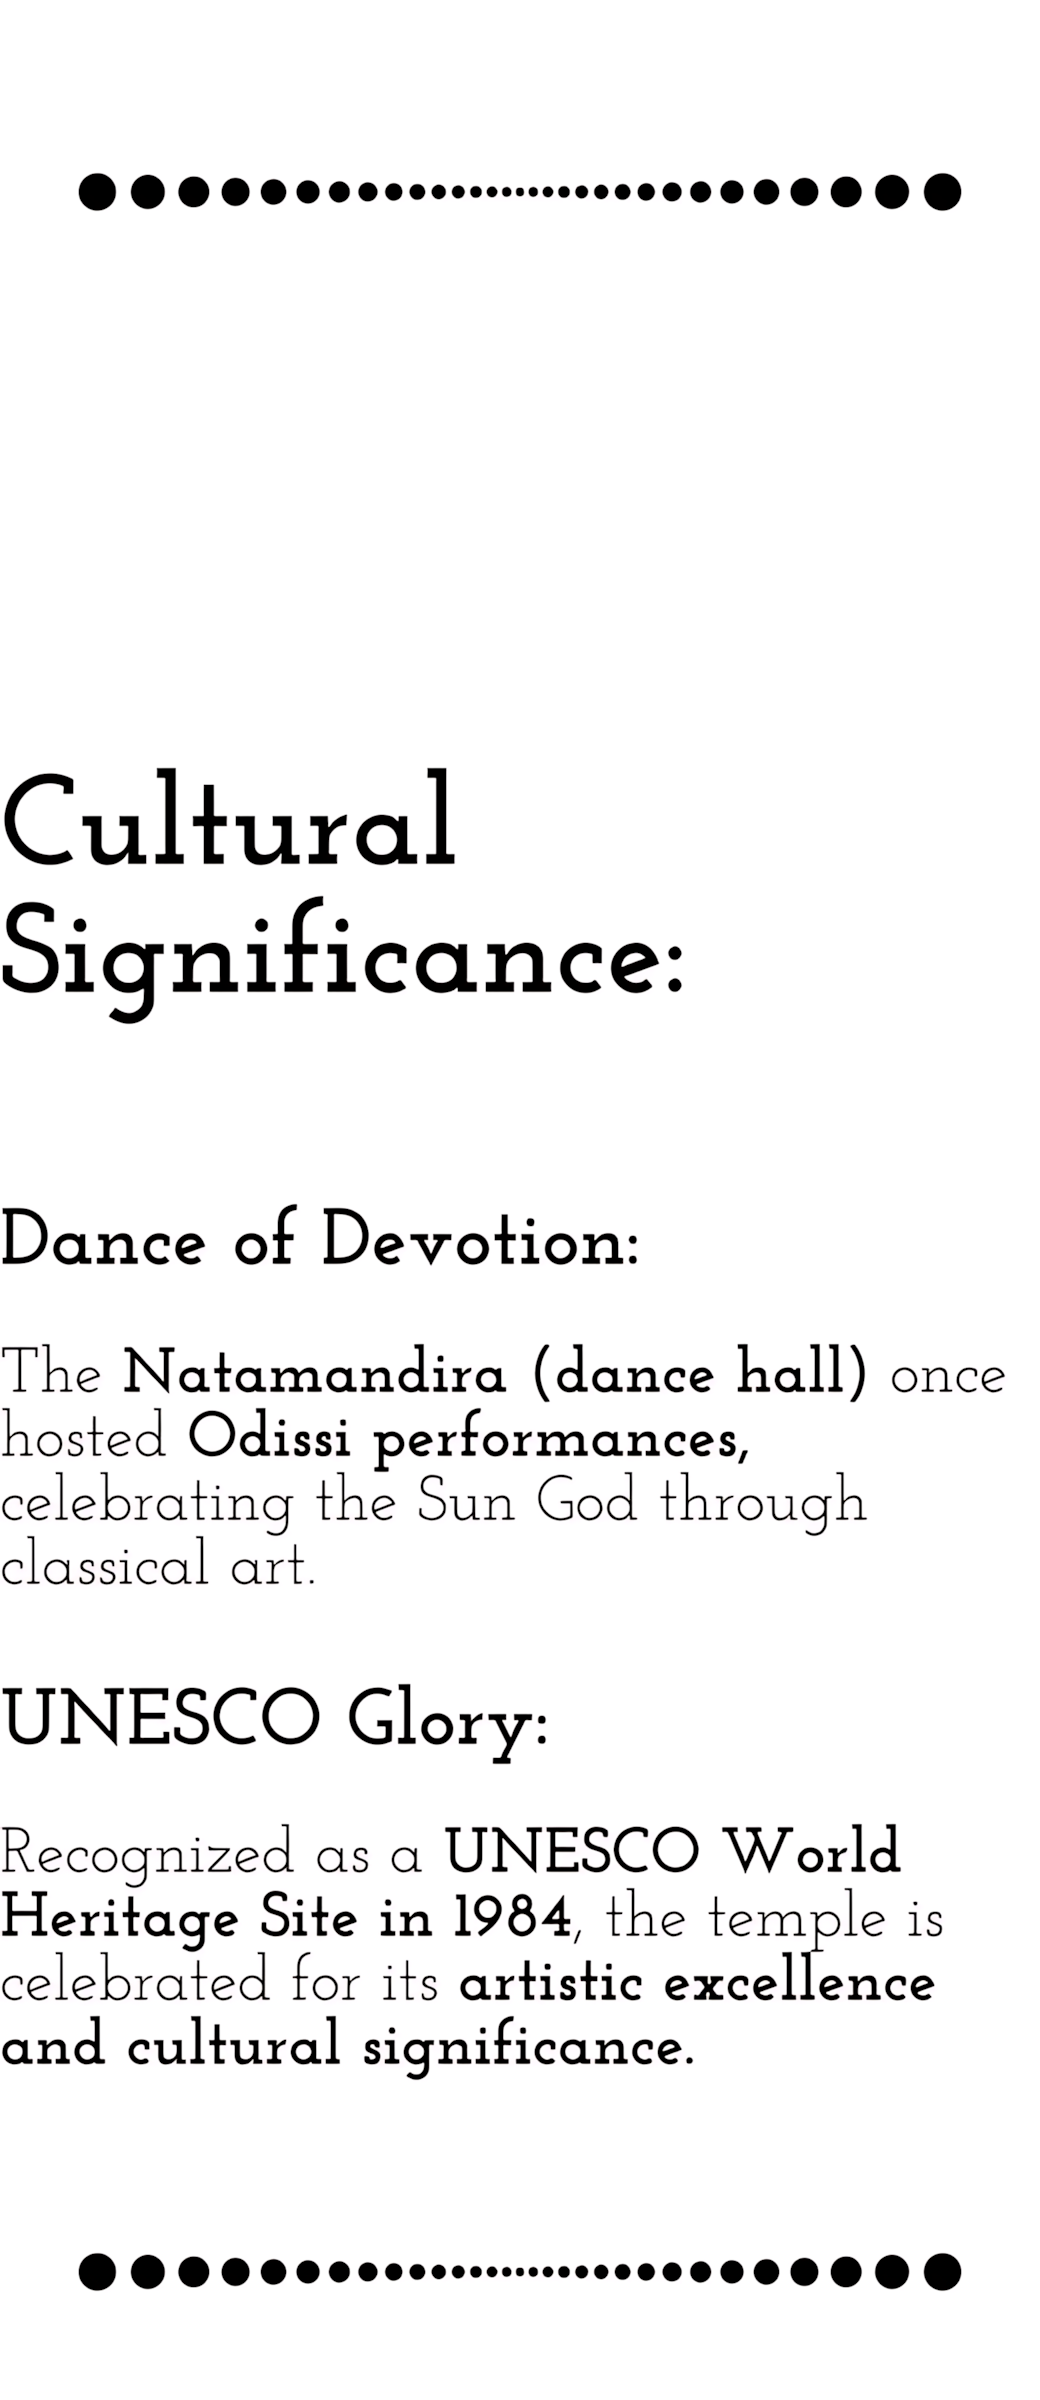 Cultural
Significance:
Dance of Devotion:
The Natamandira (dance hall) once
hosted Odissi performances,
celebrating the Sun God through
classical art.
UNESCO Glory:
Recognized as a UNESCO World
Heritage Site in 1984, the temple is
celebrated for its artistic excellence
and cultural significance.